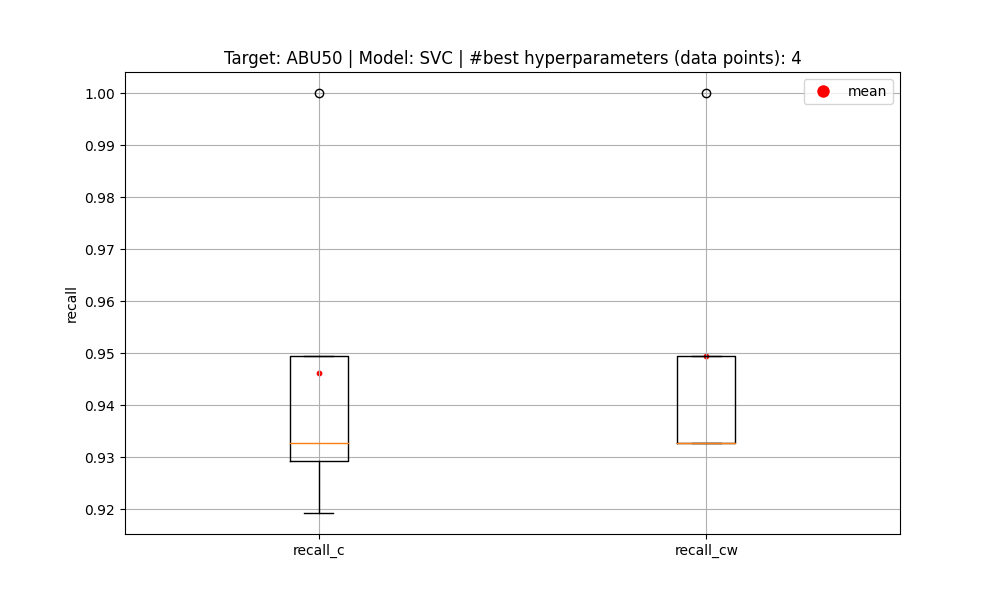 Target: ABU50 | Model: SVC | #best hyperparameters (data points): 4
mean
1.00
0.99
0.98
0.97
0.96
0.95
0.94
0.93
0.92
recall
recall_c
recall_cw